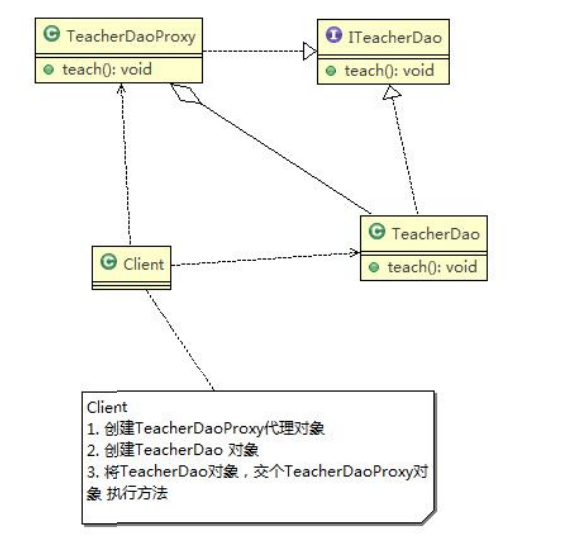 TeacherDaoProxy
teach(): void
ITeacherDao
teach(): void
TeacherDao
teach(): void
Client
Client
1. 创建TeacherDaoProxy代理对象
2. 创建TeacherDao 对象
3. 将TeacherDao对象，交个TeacherDaoProxy对
象 执行方法